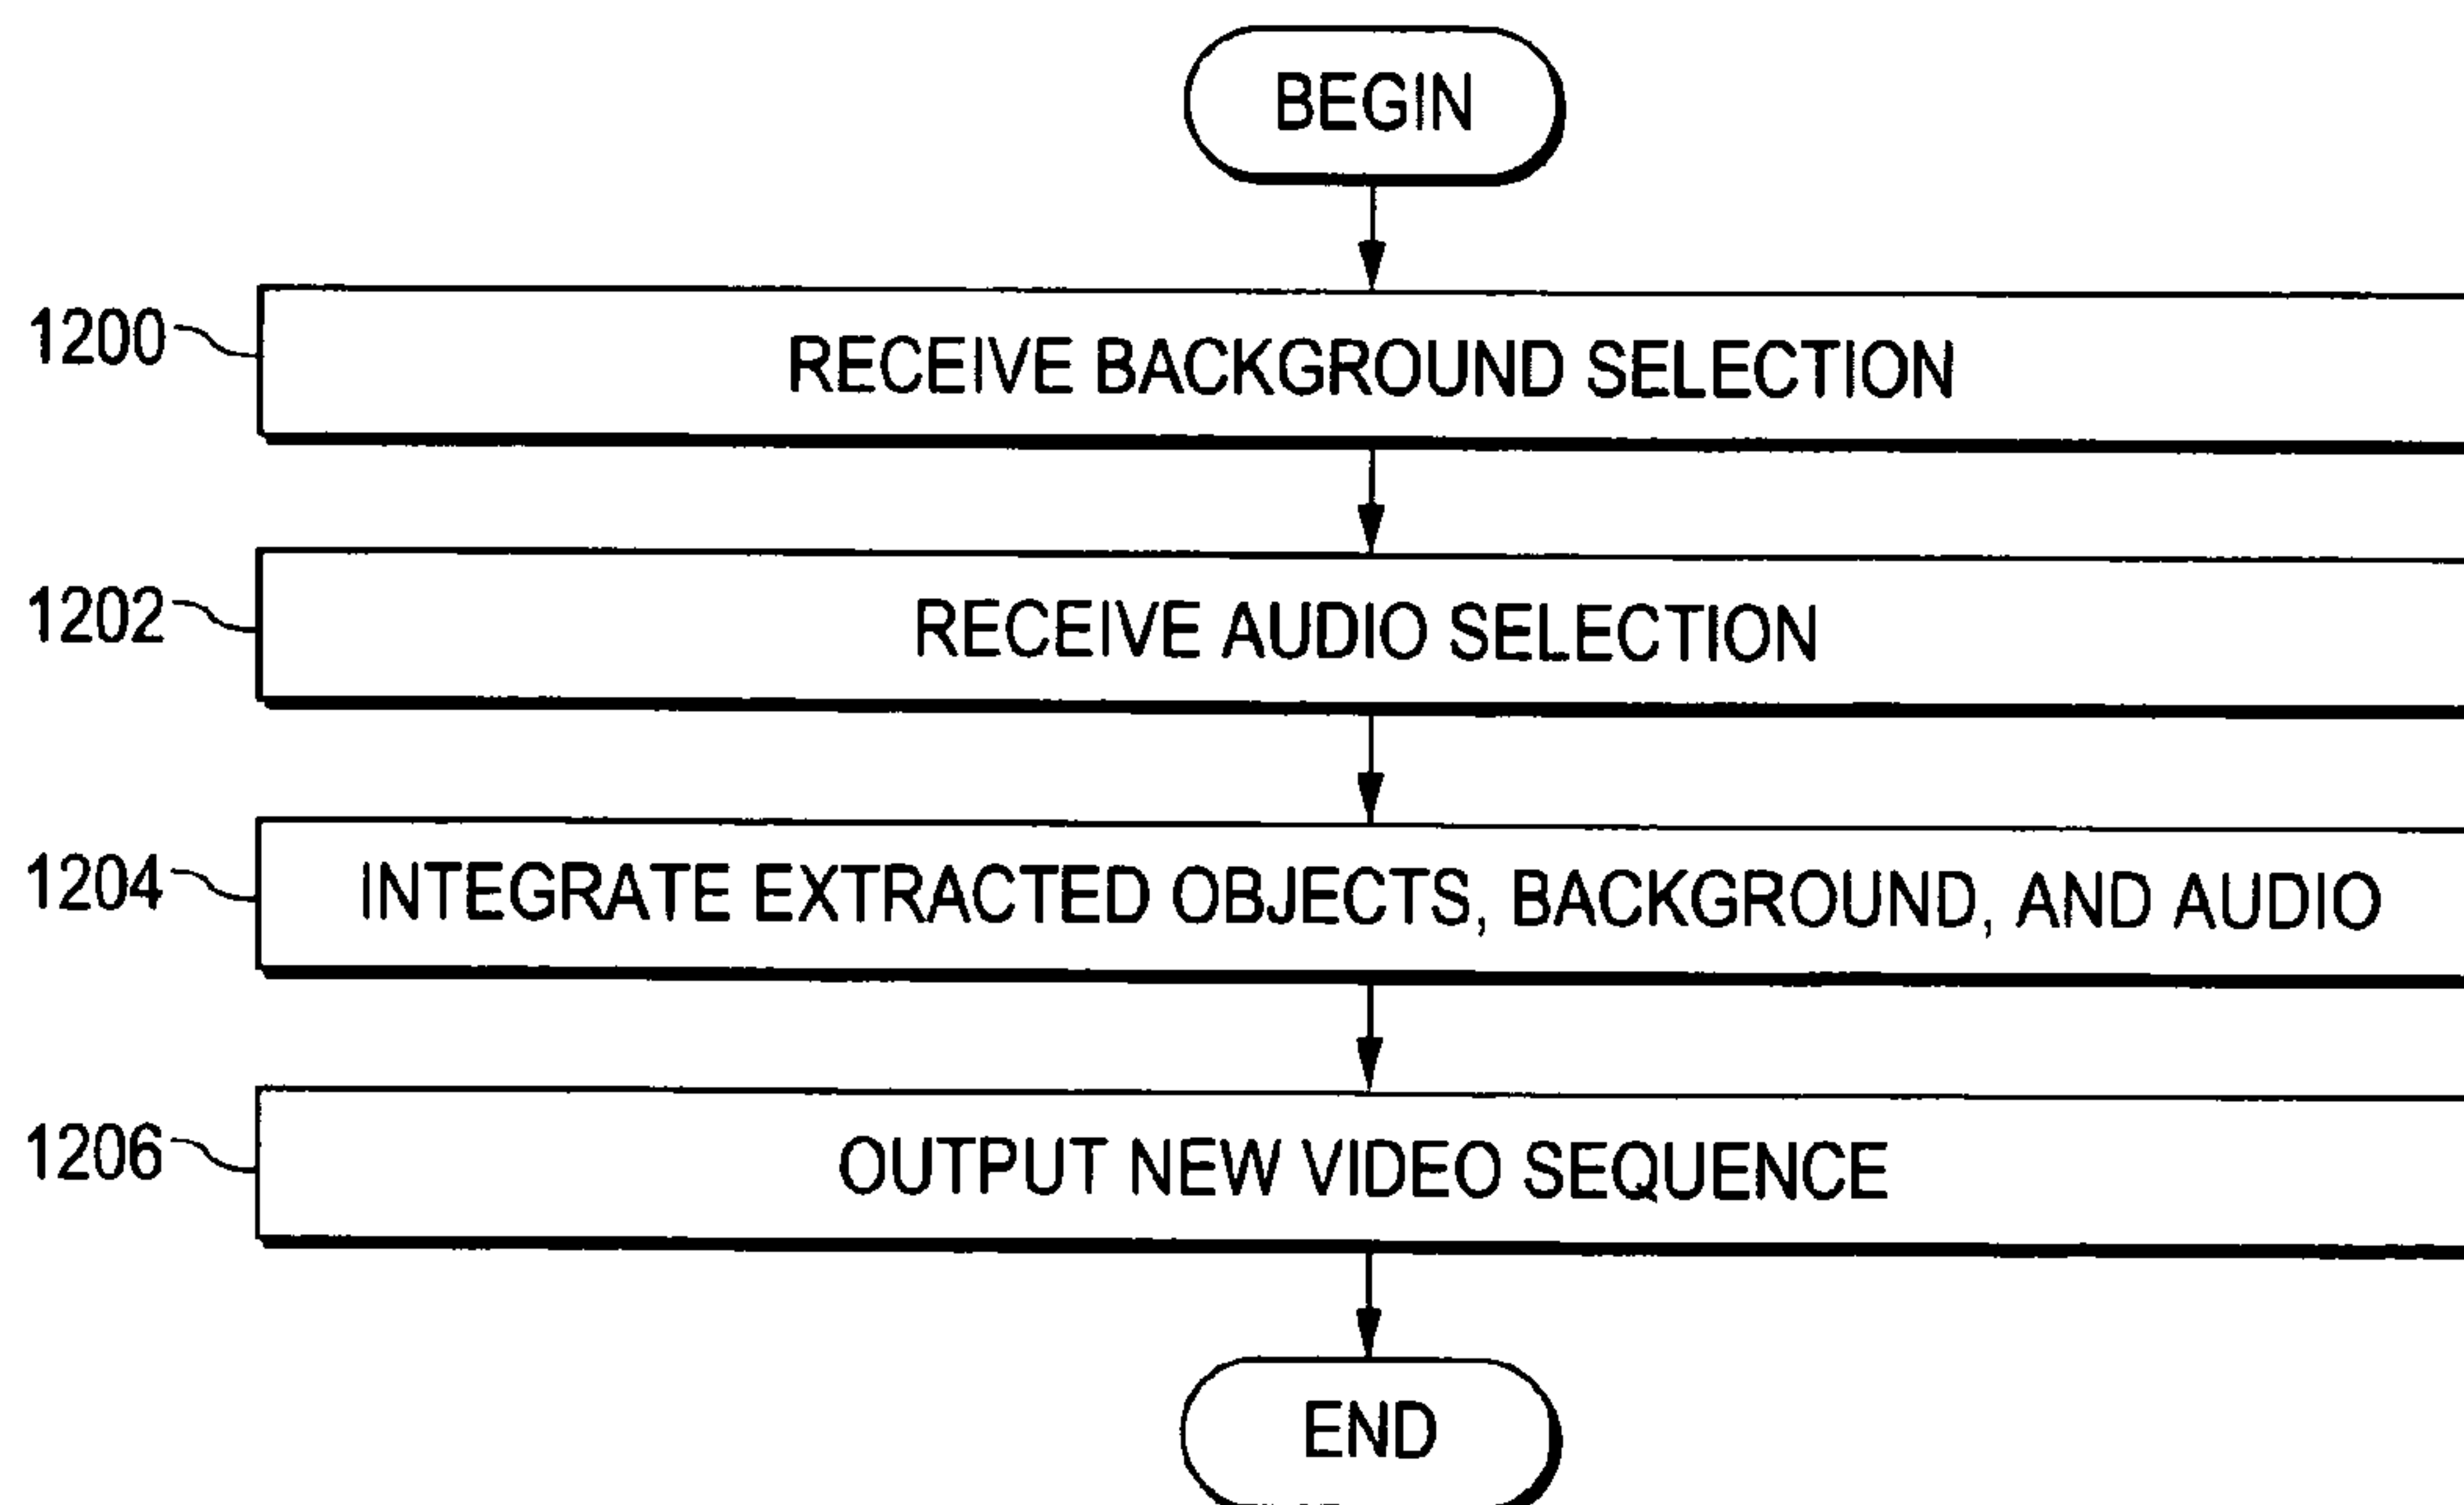 BEGIN
1200
RECEIVE BACKGROUND SELECTION
1202
RECEIVE AUDIO SELECTION
1204
INTEGRATE EXTRACTED OBJECTS, BACKGROUND, AND AUDIO
1206
OUTPUT NEW VIDEO SEQUENCE
END